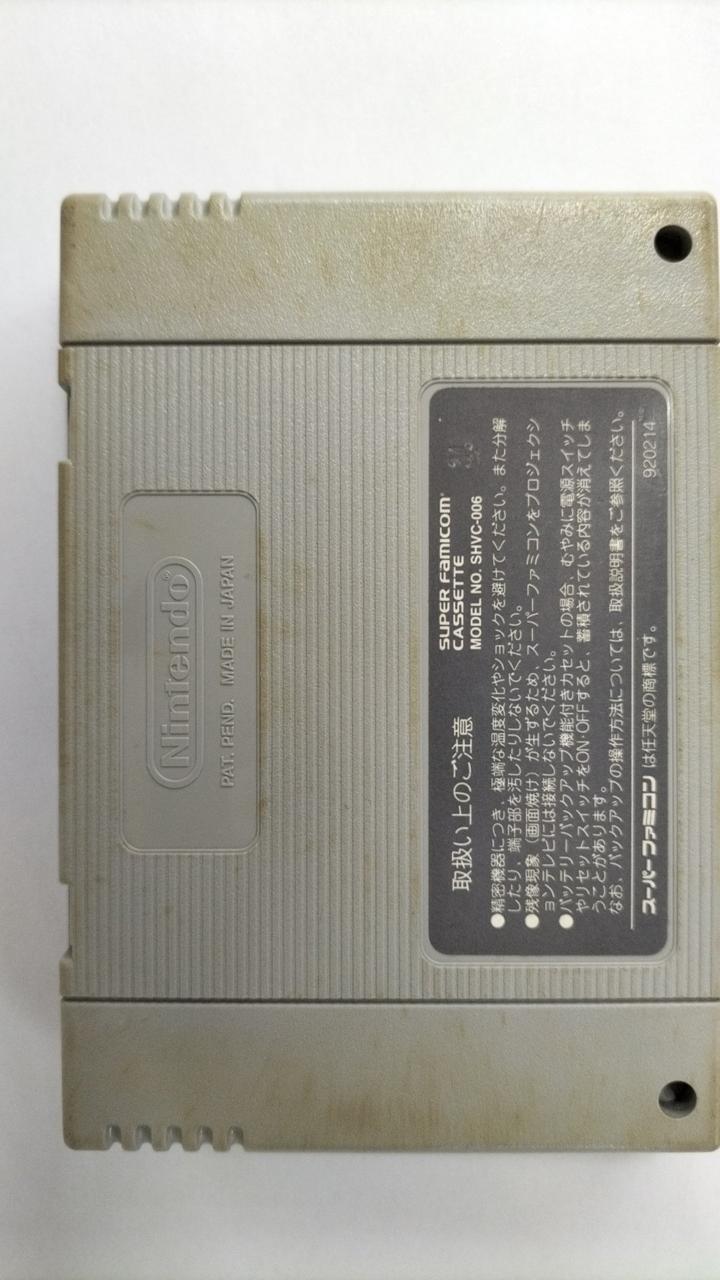 Nintendo®
PAT. PEND. MADE IN JAPAN
取扱い上のご注意
SUPER FAMICOM®
CASSETTE
MODEL NO. SHVC-006
●精密機器につき、極端な温度変化やショックを避けてください。また分解
したり、端子部を汚したりしないでください。
●残像現象（画面焼け）が生ずるため、スーパーファミコンをプロジェクシ
ョンテレビには接続しないでください。
●バッテリーバックアップ機能付きカセットの場合、むやみに電源スイッチ
やリセットスイッチをON・OFFすると、蓄積されている内容が消えてしま
うことがあります。
なお、バックアップの操作方法については、取扱説明書をご参照ください。
スーパーファミコン は任天堂の商標です。
920214